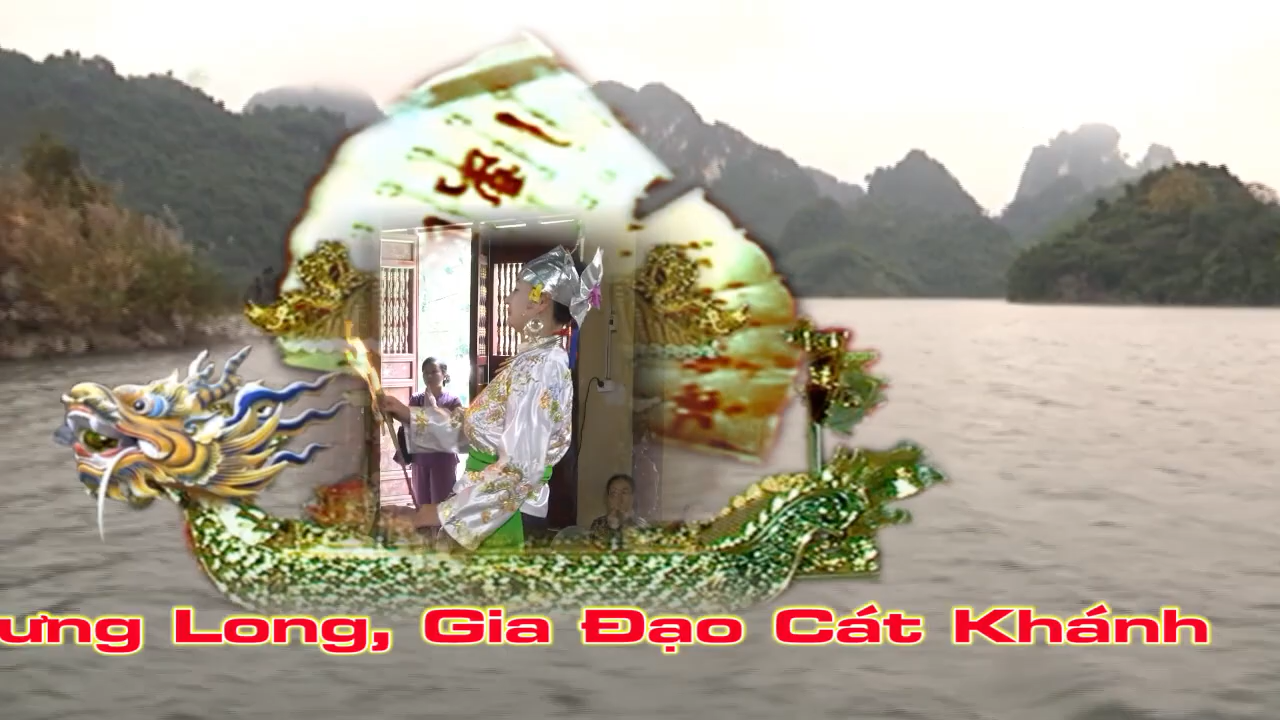 ưng Long, Gia Đạo Cát Khánh